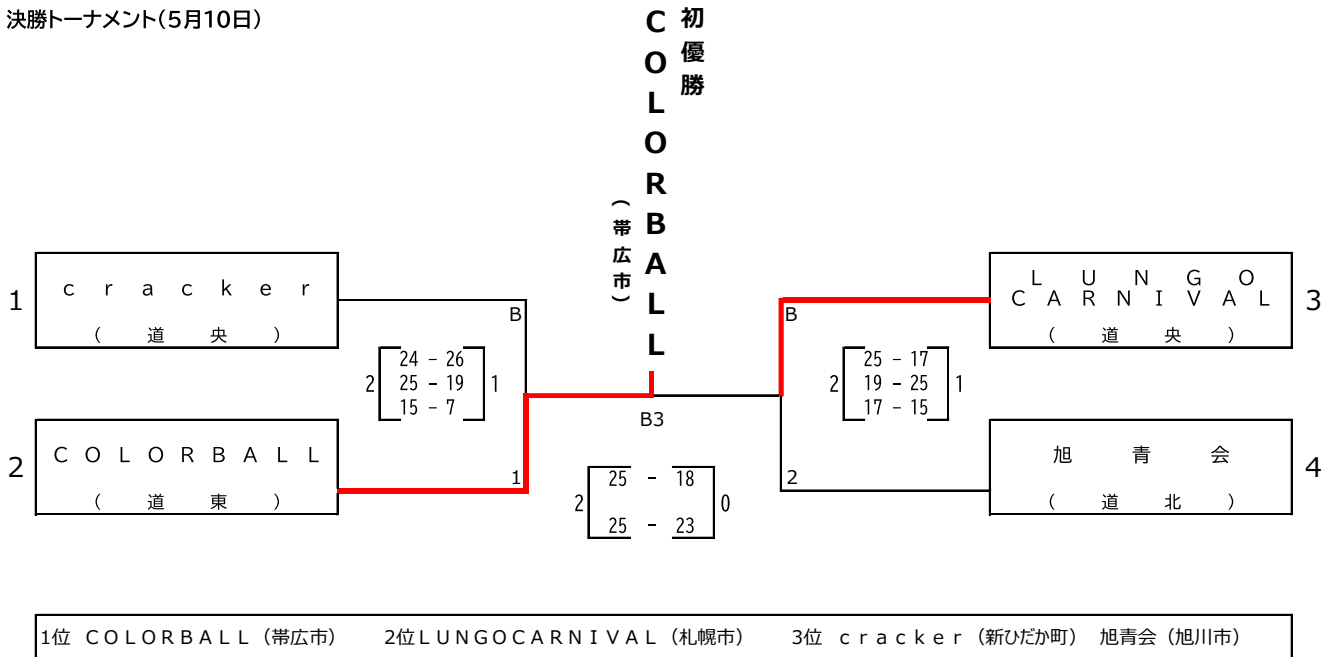 決勝トーナメント(5月10日)
初優勝
COLORBALL
(帯広市)
1
cracker
(道央)
B
24 - 26
2 25 - 19 1
15 - 7
2
COLORBALL
(道東)
1
B3
25 - 18
2 0
25 - 23
LUNGO
CARNIVAL
(道央)
3
B
25 - 17
2 19 - 25 1
17 - 15
旭青会
(道北)
4
2
1位 COLORBALL (帯広市) 2位LUNGOCARNIVAL (札幌市) 3位 cracker (新ひだか町) 旭青会 (旭川市)